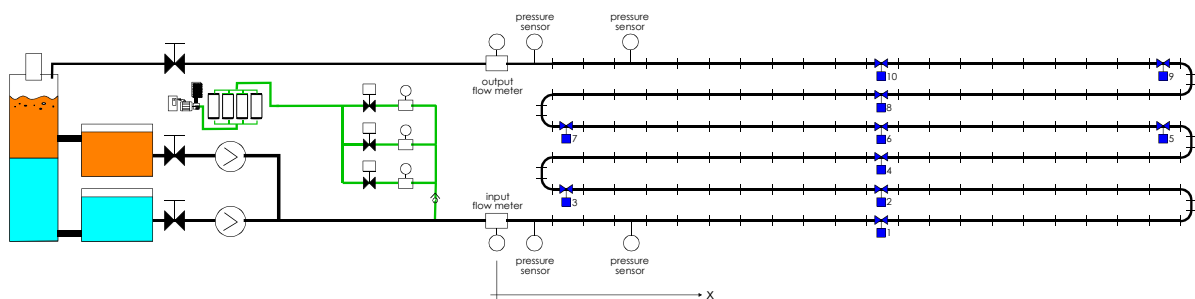 pressure
sensor
pressure
sensor
output
flow meter
10
9
8
7
6
5
4
input
flow meter
3
2
1
pressure
sensor
pressure
sensor
X